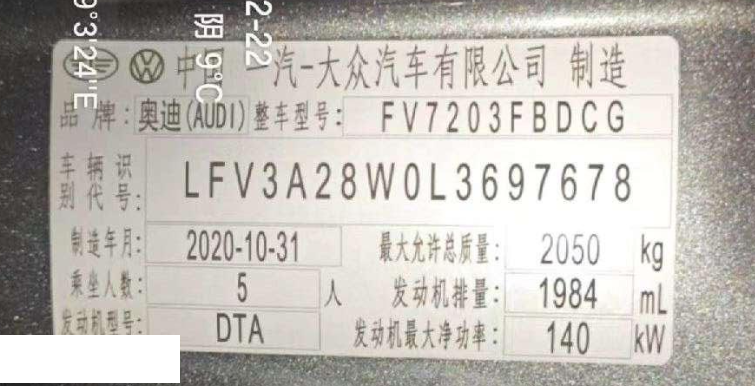 9°3'24"E
阴 9°C
2-22
中国 一汽-大众汽车有限公司 制造
品牌:奥迪(AUDI) 整车型号: FV7203FBDCG
车辆识别代号: LFV3A28W0L3697678
制造年月: 2020-10-31 最大允许总质量: 2050 kg
乘坐人数: 5 人 发动机排量: 1984 mL
发动机型号: DTA 发动机最大净功率: 140 kW